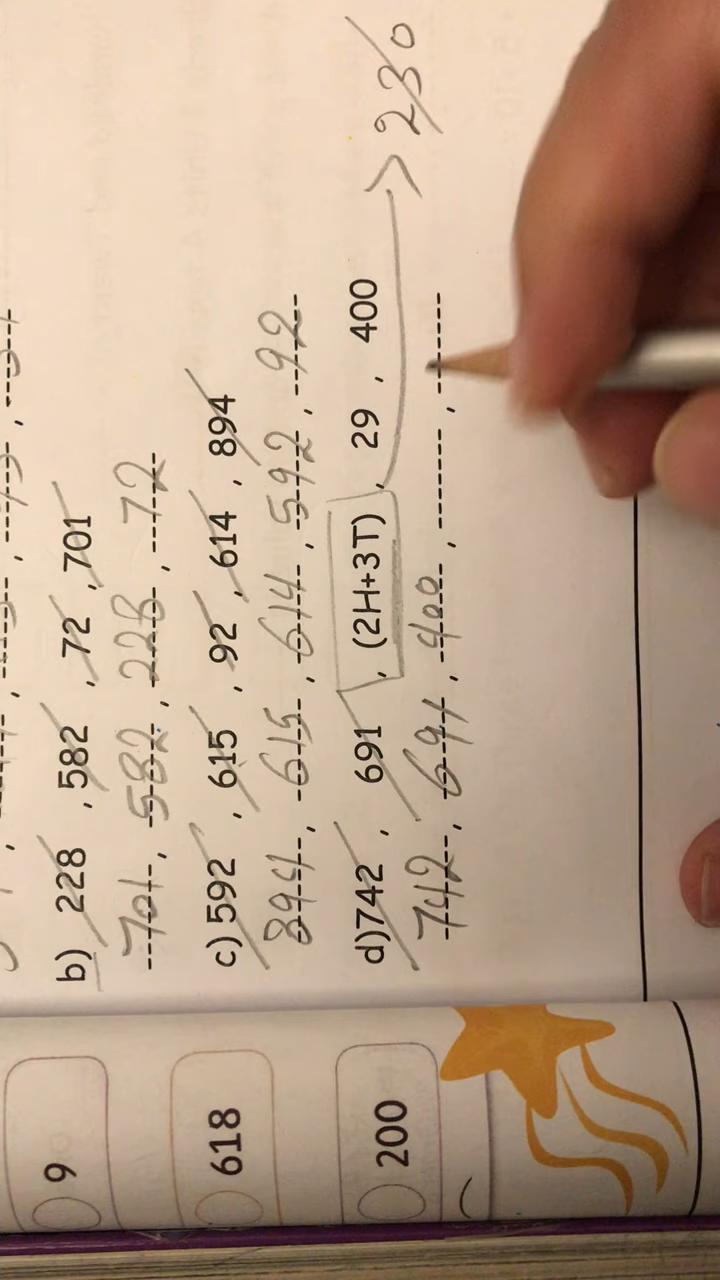 b) 228 , 582 , 72 , 701
701 , 582 , 228 , 72
c) 592 , 615 , 92 , 614 , 894
894 , 615 , 614 , 592 , 92
d) 742 , 691 , (2H+3T) , 29 , 400 > 230
742 , 691 , 400 ,
9
618
200